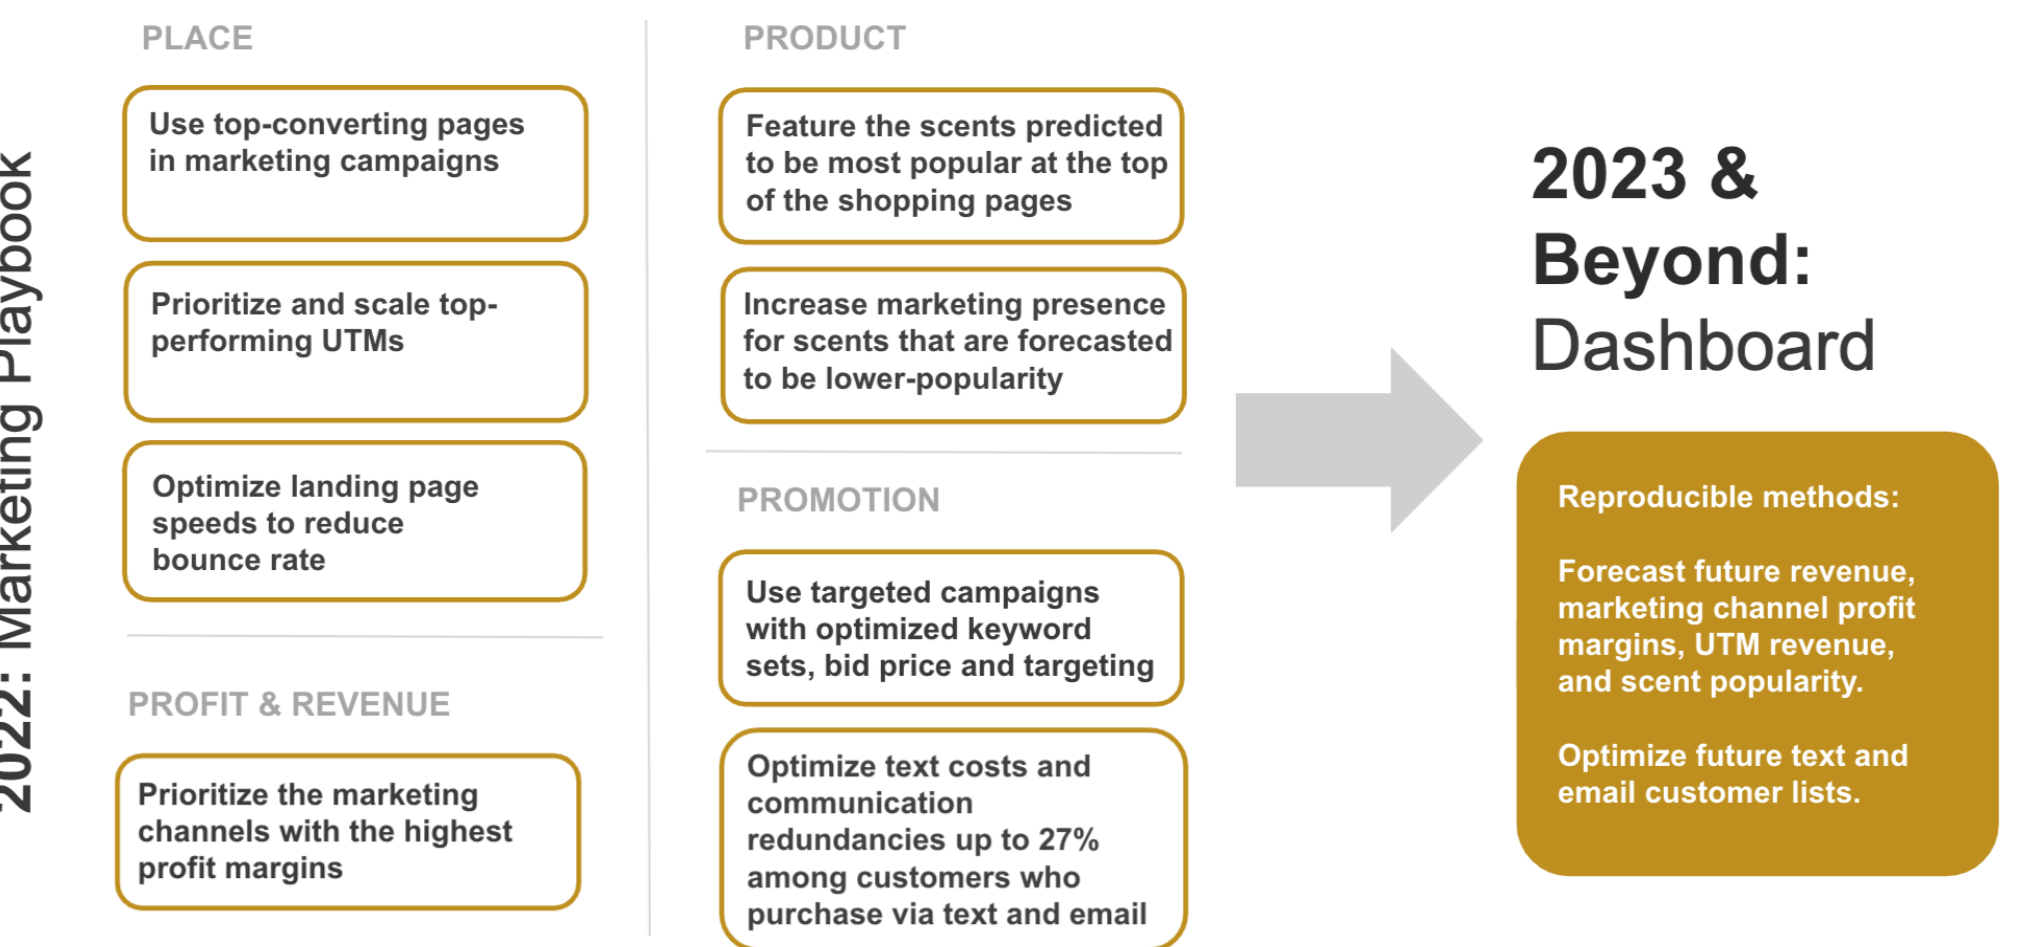 2022: Marketing Playbook
PLACE
Use top-converting pages
in marketing campaigns
Prioritize and scale top-
performing UTMs
Optimize landing page
speeds to reduce
bounce rate
PROFIT & REVENUE
Prioritize the marketing
channels with the highest
profit margins
PRODUCT
Feature the scents predicted
to be most popular at the top
of the shopping pages
Increase marketing presence
for scents that are forecasted
to be lower-popularity
PROMOTION
Use targeted campaigns
with optimized keyword
sets, bid price and targeting
Optimize text costs and
communication
redundancies up to 27%
among customers who
purchase via text and email
2023 &
Beyond:
Dashboard
Reproducible methods:
Forecast future revenue,
marketing channel profit
margins, UTM revenue,
and scent popularity.
Optimize future text and
email customer lists.